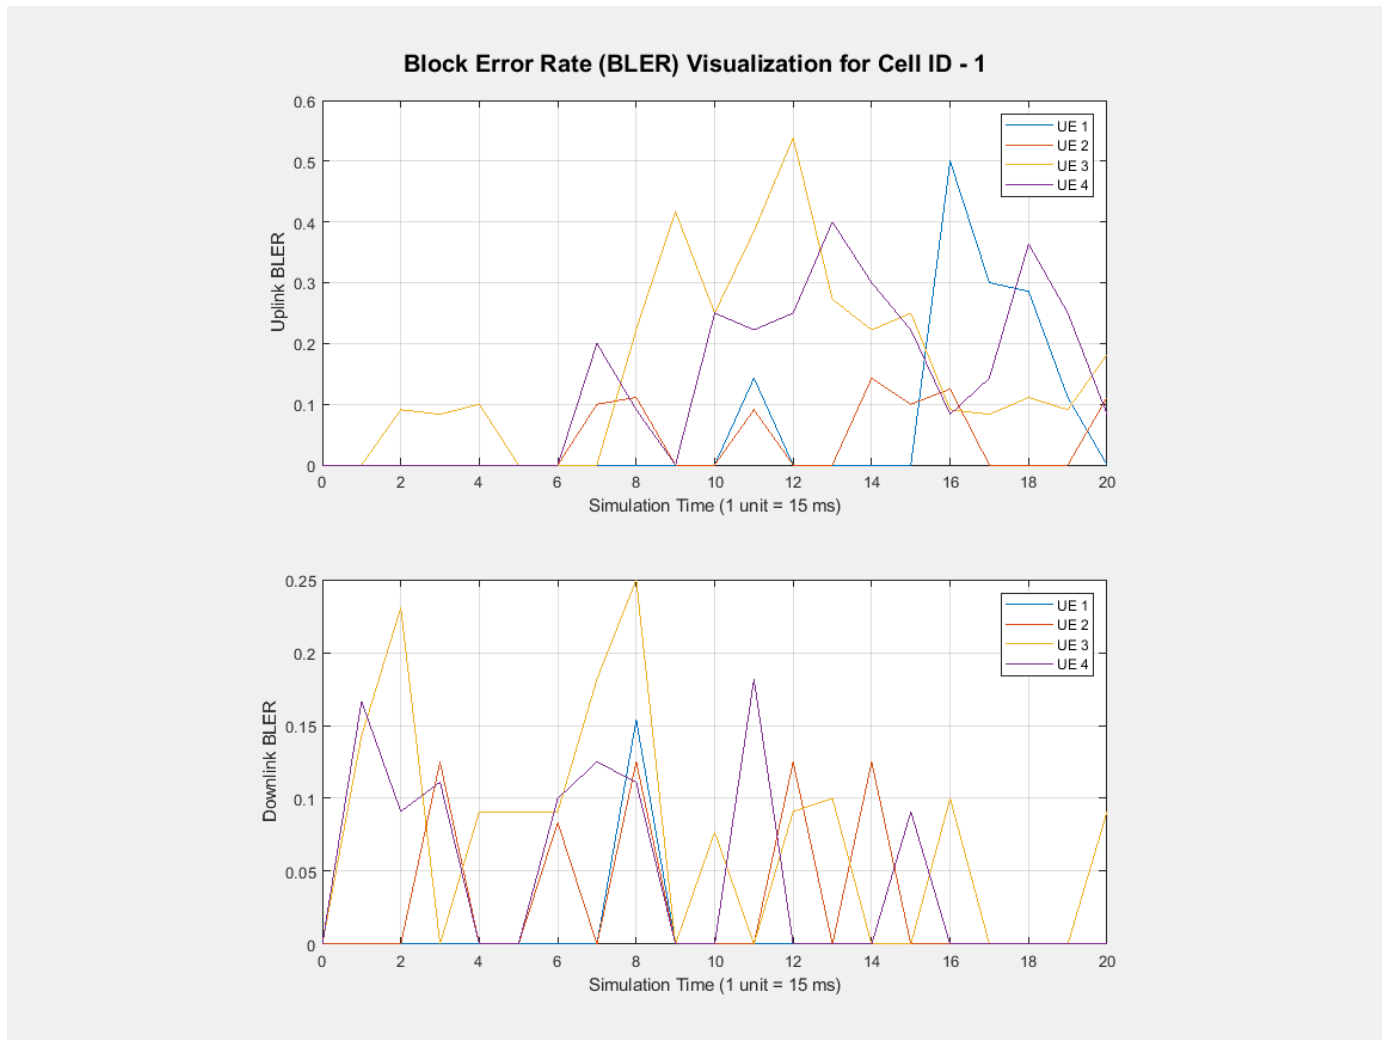 Block Error Rate (BLER) Visualization for Cell ID - 1
0.6
0.5
0.4
0.3
0.2
0.1
0
Uplink BLER
UE 1
UE 2
UE 3
UE 4
0 2 4 6 8 10 12 14 16 18 20
Simulation Time (1 unit = 15 ms)
0.25
0.2
0.15
0.1
0.05
0
Downlink BLER
UE 1
UE 2
UE 3
UE 4
0 2 4 6 8 10 12 14 16 18 20
Simulation Time (1 unit = 15 ms)